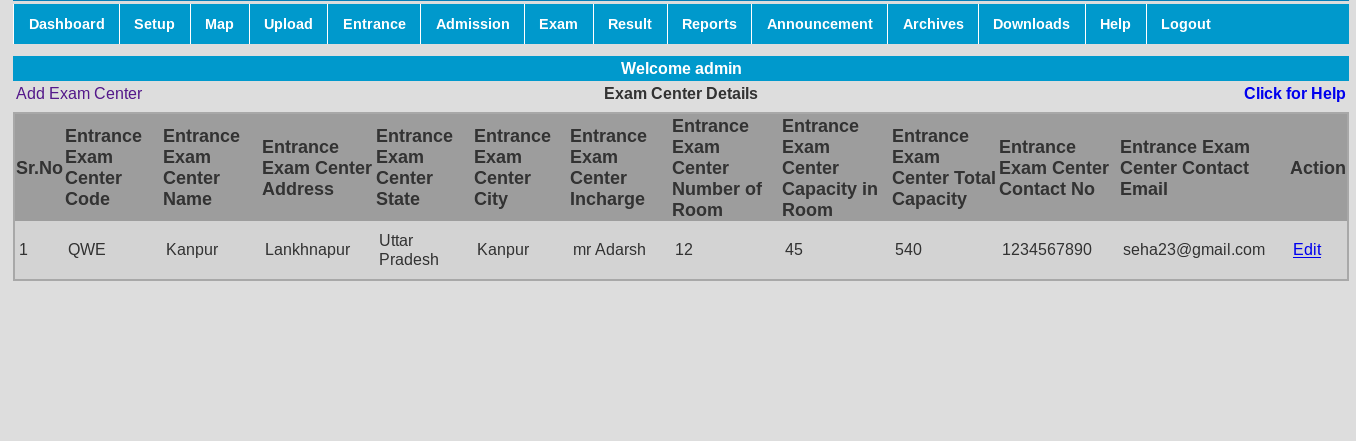 Dashboard Setup Map Upload Entrance Admission Exam Result Reports Announcement Archives Downloads Help Logout
Welcome admin
Add Exam Center Exam Center Details Click for Help
Sr.No Entrance Exam Center Code Entrance Exam Center Name Entrance Exam Center Address Entrance Exam Center State Entrance Exam Center City Entrance Exam Center Incharge Entrance Exam Center Number of Room Entrance Exam Center Capacity in Room Entrance Exam Center Total Capacity Entrance Exam Center Contact No Entrance Exam Center Contact Email Action
1 QWE Kanpur Lankhnapur Uttar Pradesh Kanpur mr Adarsh 12 45 540 1234567890 seha23@gmail.com Edit